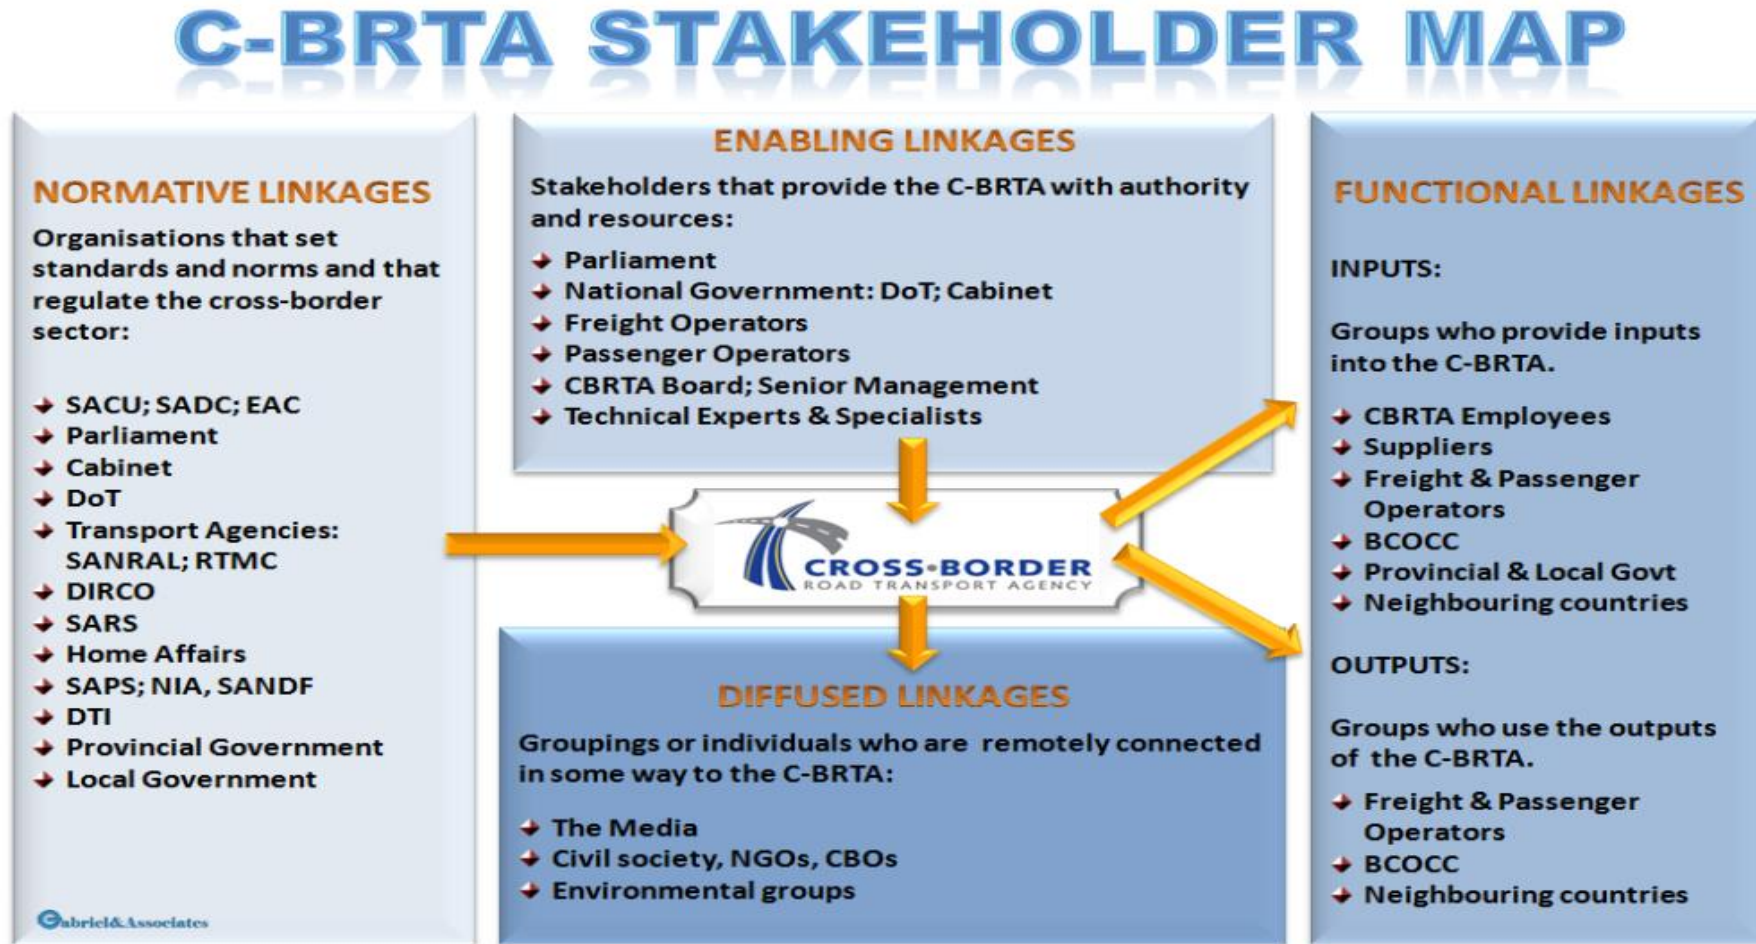 C-BRTA STAKEHOLDER MAP
NORMATIVE LINKAGES
Organisations that set
standards and norms and that
regulate the cross-border
sector:
SACU; SADC; EAC
Parliament
Cabinet
DoT
Transport Agencies:
SANRAL; RTMC
DIRCO
SARS
Home Affairs
SAPS; NIA, SANDF
DTI
Provincial Government
Local Government
Gabriel&Associates
ENABLING LINKAGES
Stakeholders that provide the C-BRTA with authority
and resources:
Parliament
National Government: DoT; Cabinet
Freight Operators
Passenger Operators
CBRTA Board; Senior Management
Technical Experts & Specialists
CROSS-BORDER
ROAD TRANSPORT AGENCY
DIFFUSED LINKAGES
Groupings or individuals who are remotely connected
in some way to the C-BRTA:
The Media
Civil society, NGOs, CBOs
Environmental groups
FUNCTIONAL LINKAGES
INPUTS:
Groups who provide inputs
into the C-BRTA.
CBRTA Employees
Suppliers
Freight & Passenger
Operators
BCOCC
Provincial & Local Govt
Neighbouring countries
OUTPUTS:
Groups who use the outputs
of the C-BRTA.
Freight & Passenger
Operators
BCOCC
Neighbouring countries